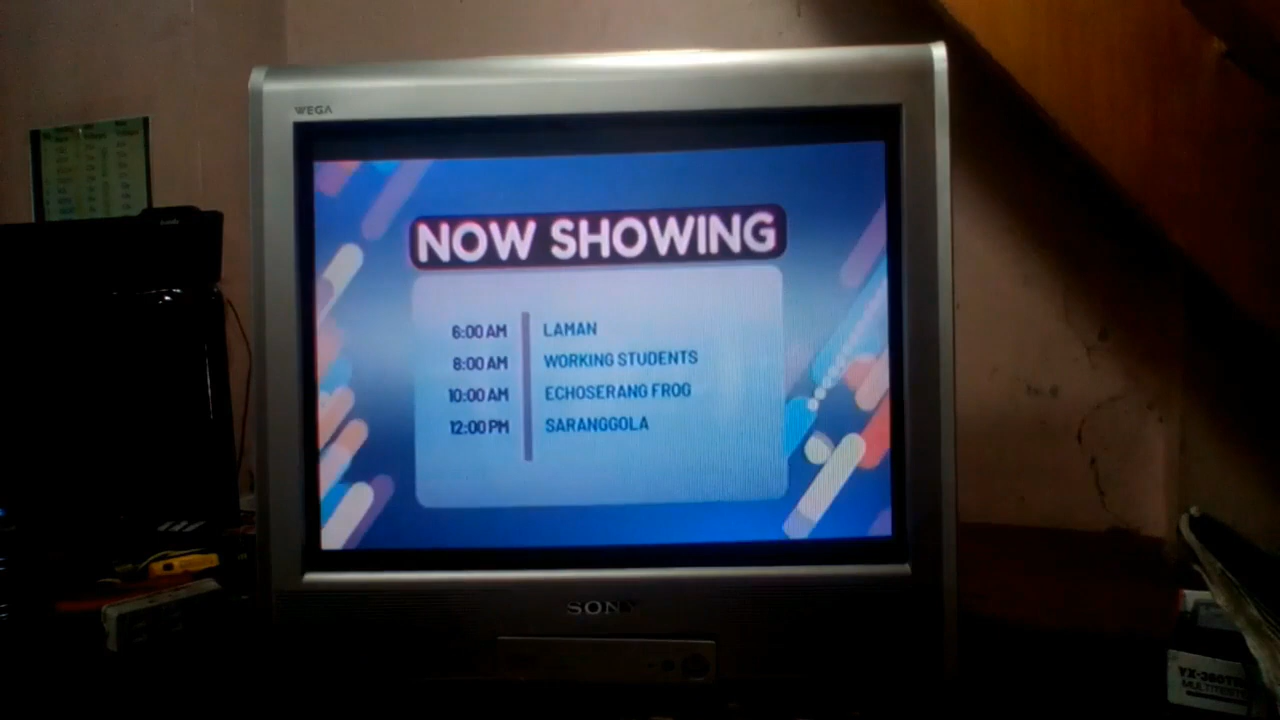 WEGA
NOW SHOWING
6:00 AM LAMAN
8:00 AM WORKING STUDENTS
10:00 AM ECHOSERANG FROG
12:00 PM SARANGGOLA
SONY